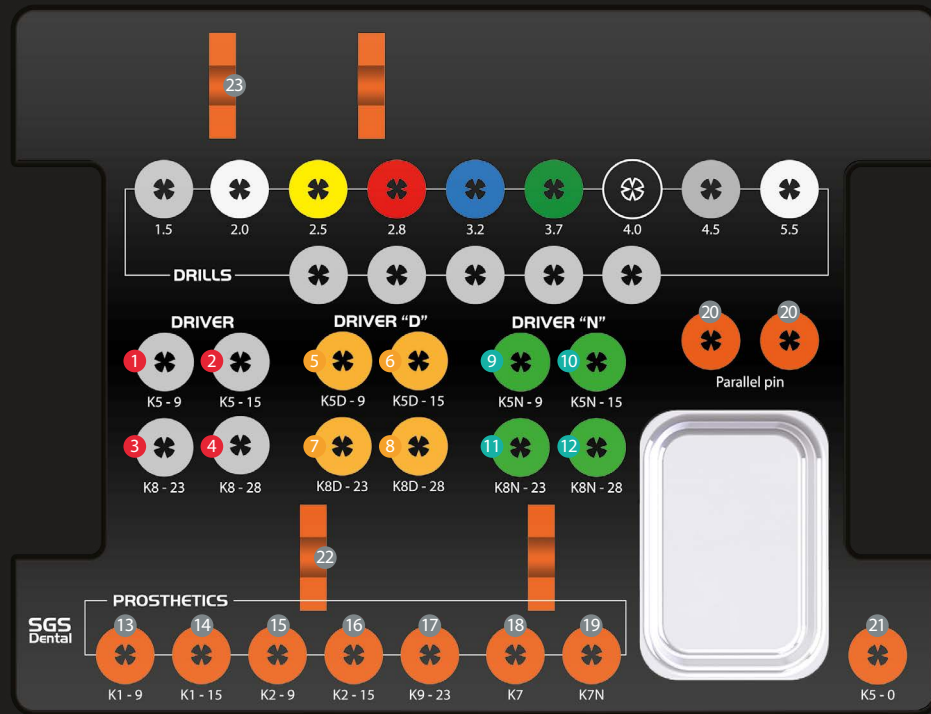 23
1.5 2.0 2.5 2.8 3.2 3.7 4.0 4.5 5.5
DRILLS
DRIVER DRIVER "D" DRIVER "N"
20 20
Parallel pin
1 2 5 6 9 10
K5 - 9 K5 - 15 K5D - 9 K5D - 15 K5N - 9 K5N - 15
3 4 7 8 11 12
K8 - 23 K8 - 28 K8D - 23 K8D - 28 K8N - 23 K8N - 28
22
PROSTHETICS
SGS
Dental
13 14 15 16 17 18 19 21
K1 - 9 K1 - 15 K2 - 9 K2 - 15 K9 - 23 K7 K7N K5 - 0